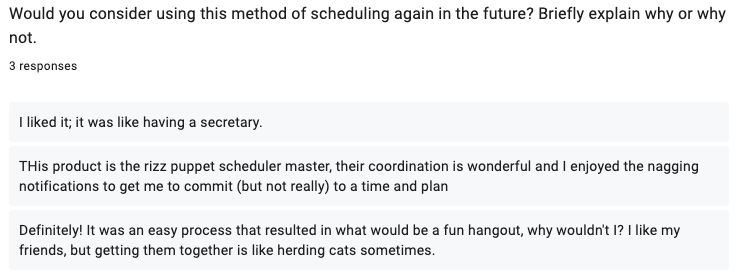 Would you consider using this method of scheduling again in the future? Briefly explain why or why
not.
3 responses
I liked it; it was like having a secretary.
THis product is the rizz puppet scheduler master, their coordination is wonderful and I enjoyed the nagging
notifications to get me to commit (but not really) to a time and plan
Definitely! It was an easy process that resulted in what would be a fun hangout, why wouldn't I? I like my
friends, but getting them together is like herding cats sometimes.